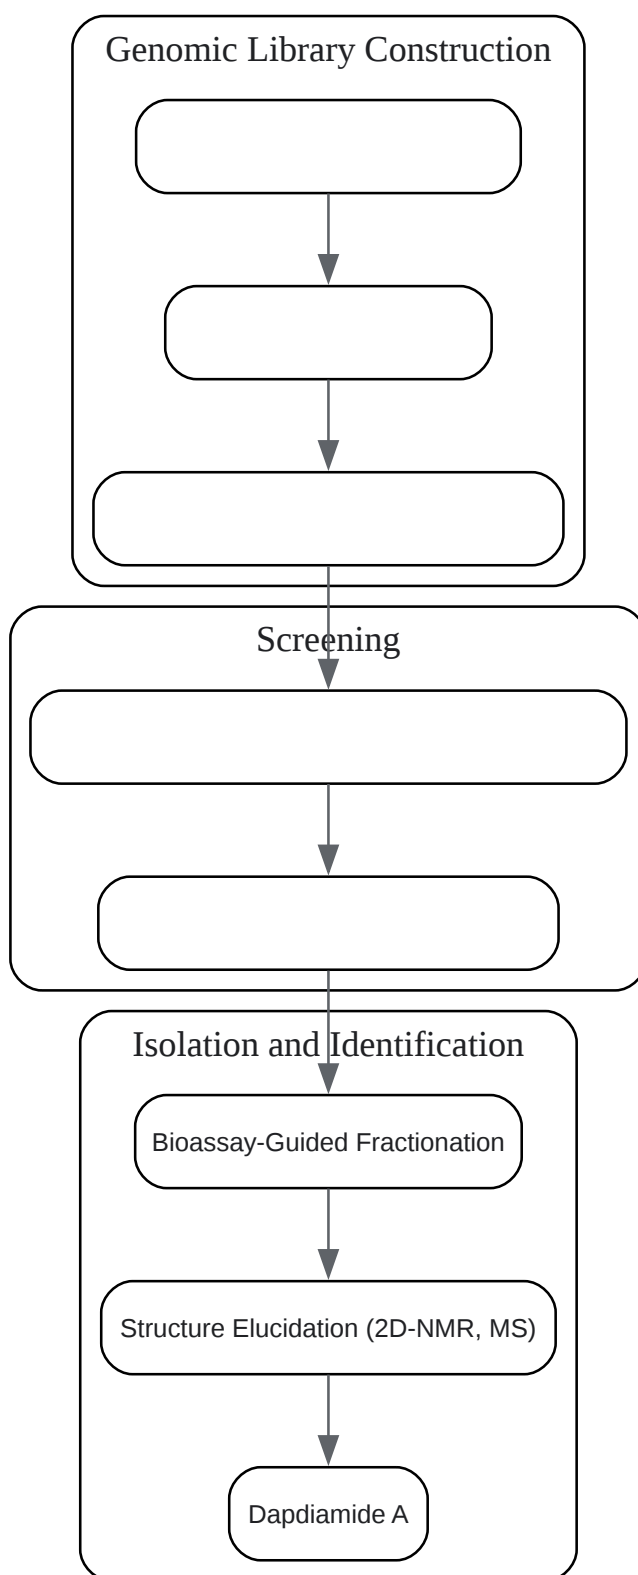 Genomic Library Construction
Screening
Isolation and Identification
Bioassay-Guided Fractionation
Structure Elucidation (2D-NMR, MS)
Dapdiamide A